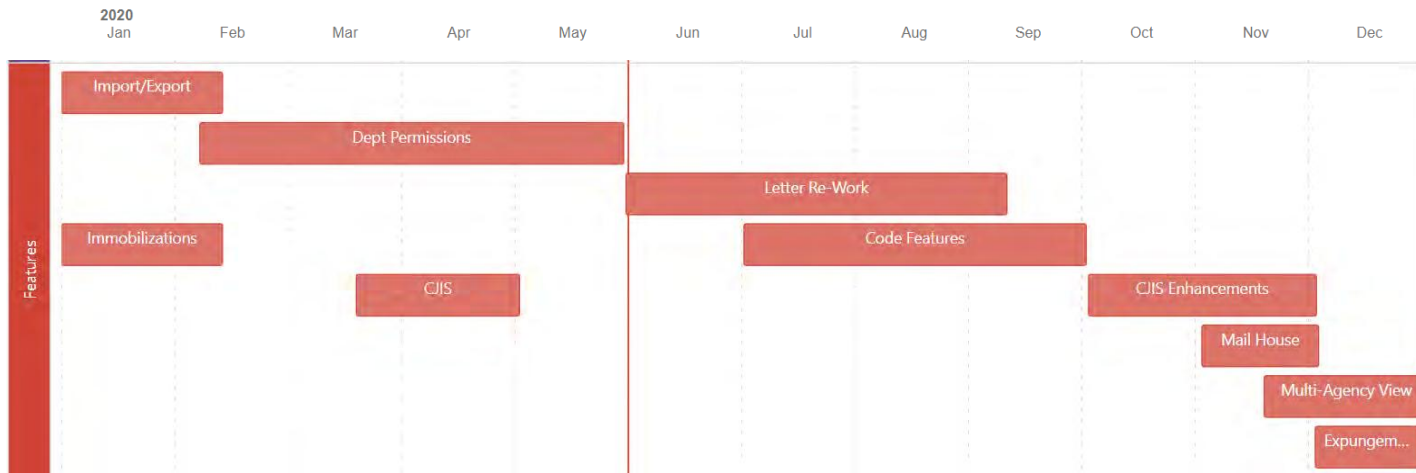 2020
Jan Feb Mar Apr May Jun Jul Aug Sep Oct Nov Dec
Features
Import/Export
Dept Permissions
Letter Re-Work
Immobilizations Code Features
CJIS CJIS Enhancements
Mail House
Multi-Agency View
Expungem...